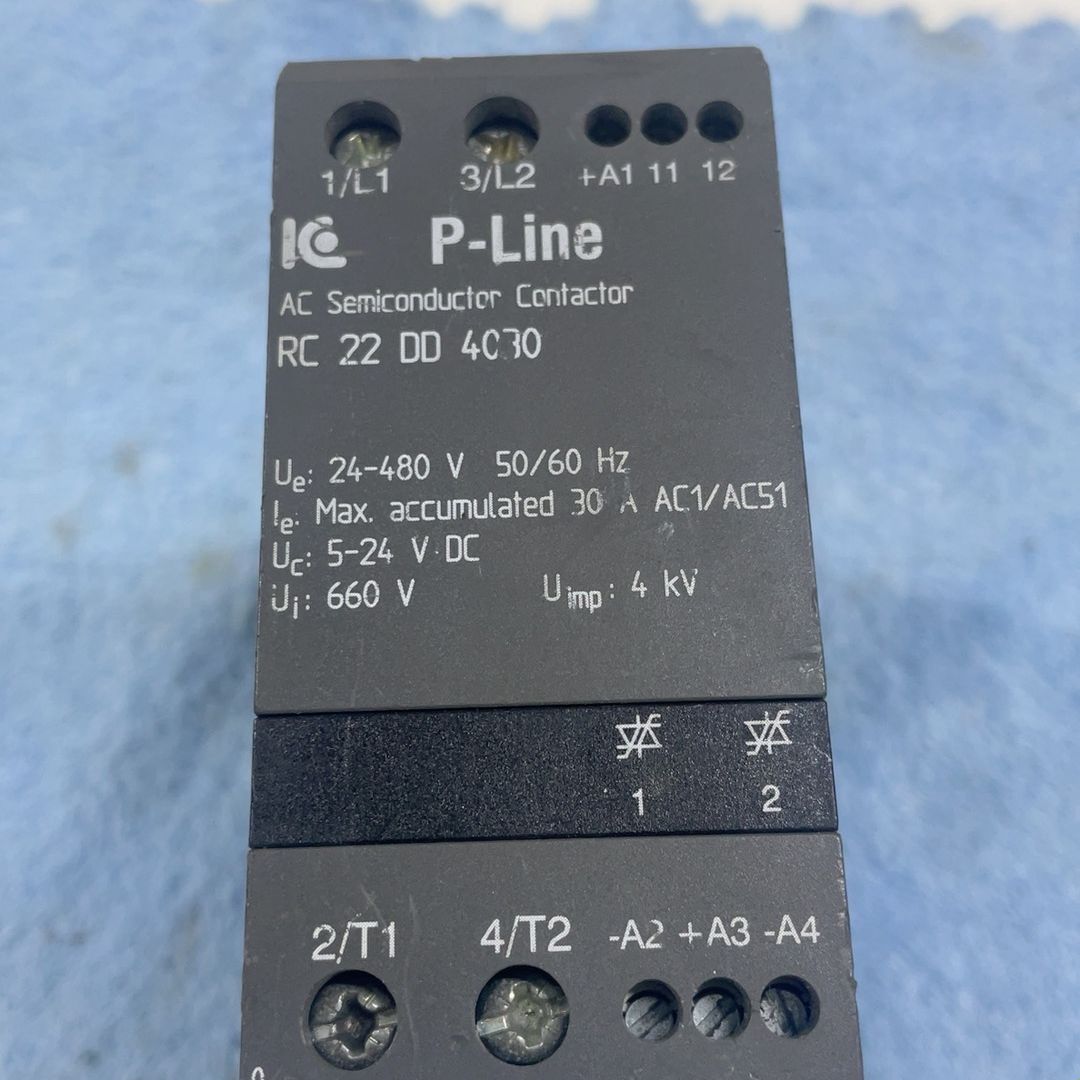 1/L1 3/L2 +A1 11 12
IC P-Line
AC Semiconductor Contactor
RC 22 DD 4030
Ue: 24-480 V 50/60 Hz
Ie: Max. accumulated 30 A AC1/AC51
Uc: 5-24 V DC
Ui: 660 V Uimp: 4 kV
1 2
2/T1 4/T2 -A2 +A3 -A4